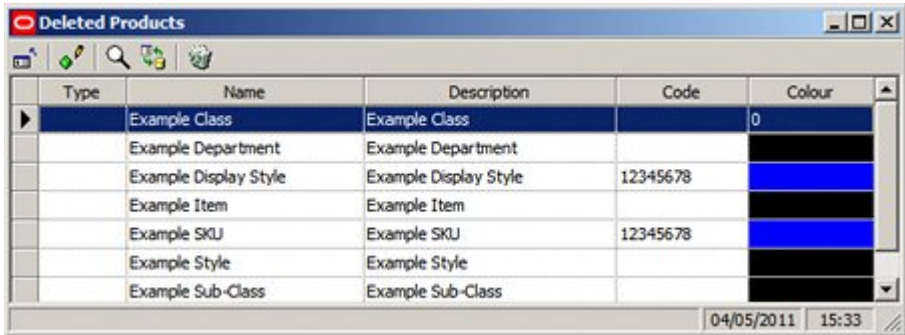 Deleted Products
Type Name Description Code Colour
Example Class Example Class 0
Example Department Example Department
Example Display Style Example Display Style 12345678
Example Item Example Item
Example SKU Example SKU 12345678
Example Style Example Style
Example Sub-Class Example Sub-Class
04/05/2011 15:33